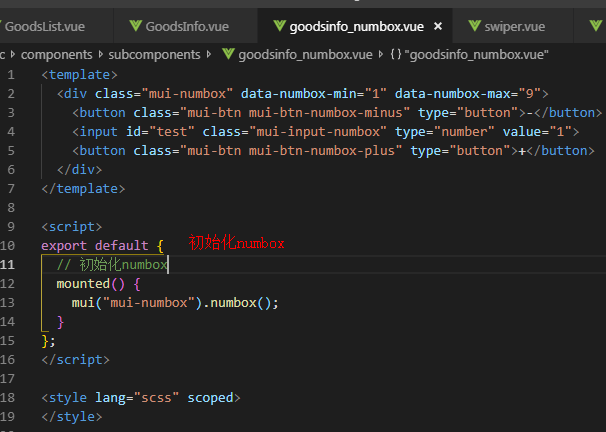 GoodsList.vue GoodsInfo.vue goodsinfo_numbox.vue × swiper.vue
c > components > subcomponents > goodsinfo_numbox.vue > {} "goodsinfo_numbox.vue"
1 <template>
2 <div class="mui-numbox" data-numbox-min="1" data-numbox-max="9">
3 <button class="mui-btn mui-btn-numbox-minus" type="button">-</button>
4 <input id="test" class="mui-input-numbox" type="number" value="1">
5 <button class="mui-btn mui-btn-numbox-plus" type="button">+</button>
6 </div>
7 </template>
8
9 <script>
10 export default { 初始化numbox
11 // 初始化numbox
12 mounted() {
13 mui("mui-numbox").numbox();
14 }
15 };
16 </script>
17
18 <style lang="scss" scoped>
19 </style>